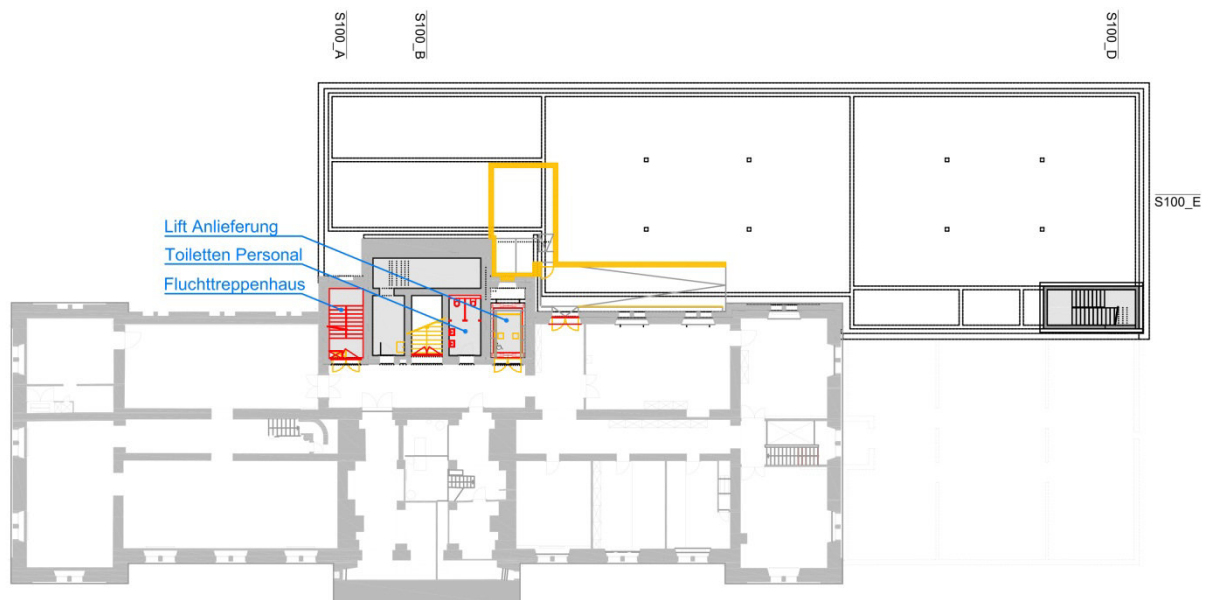 S100_A
S100_B
S100_D
S100_E
Lift Anlieferung
Toiletten Personal
Fluchttreppenhaus